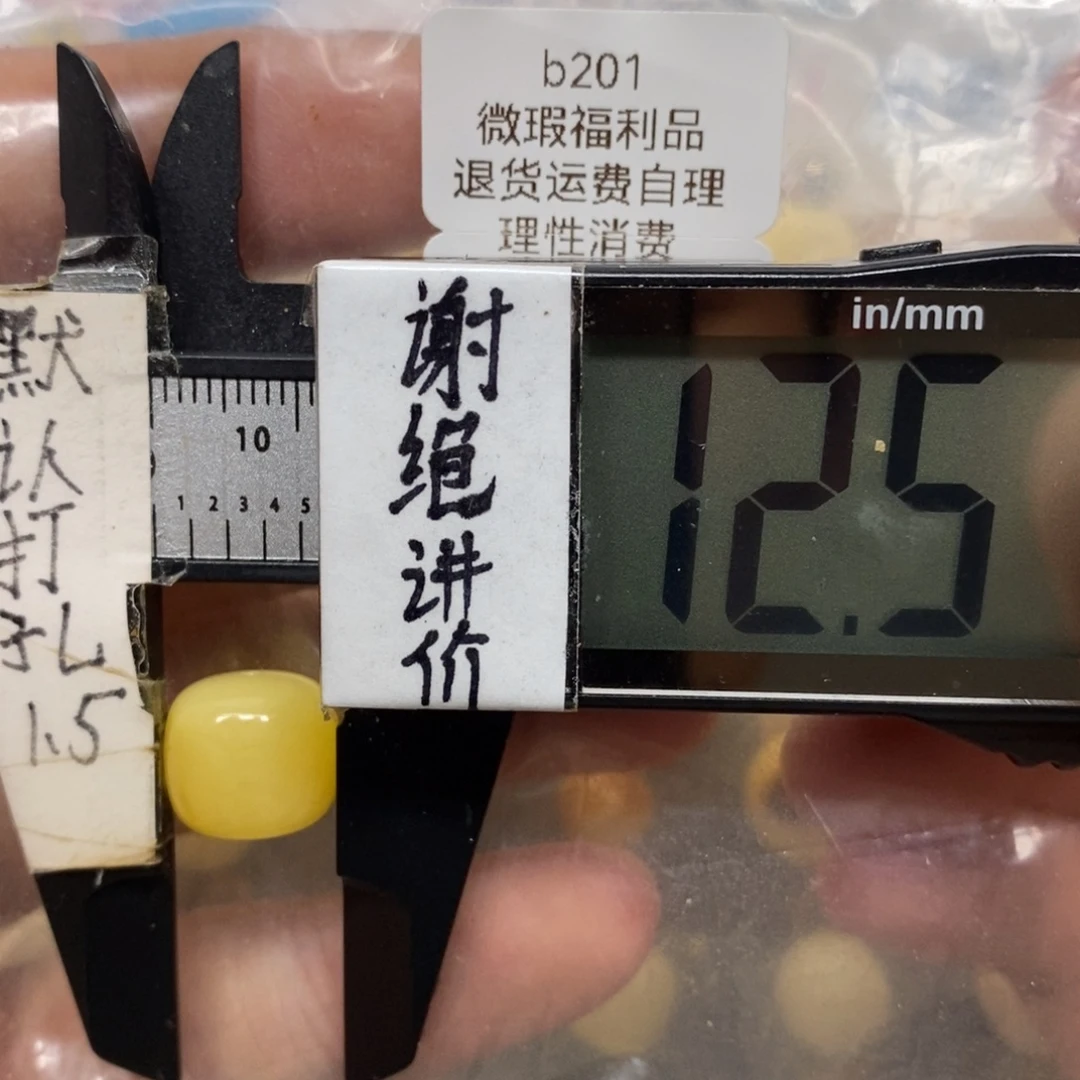 b201
微瑕福利品
退货运费自理
理性消费
默
认
打
孔
1.5
谢
绝
讲
价
in/mm
12.5
10
1 2 3 4 5